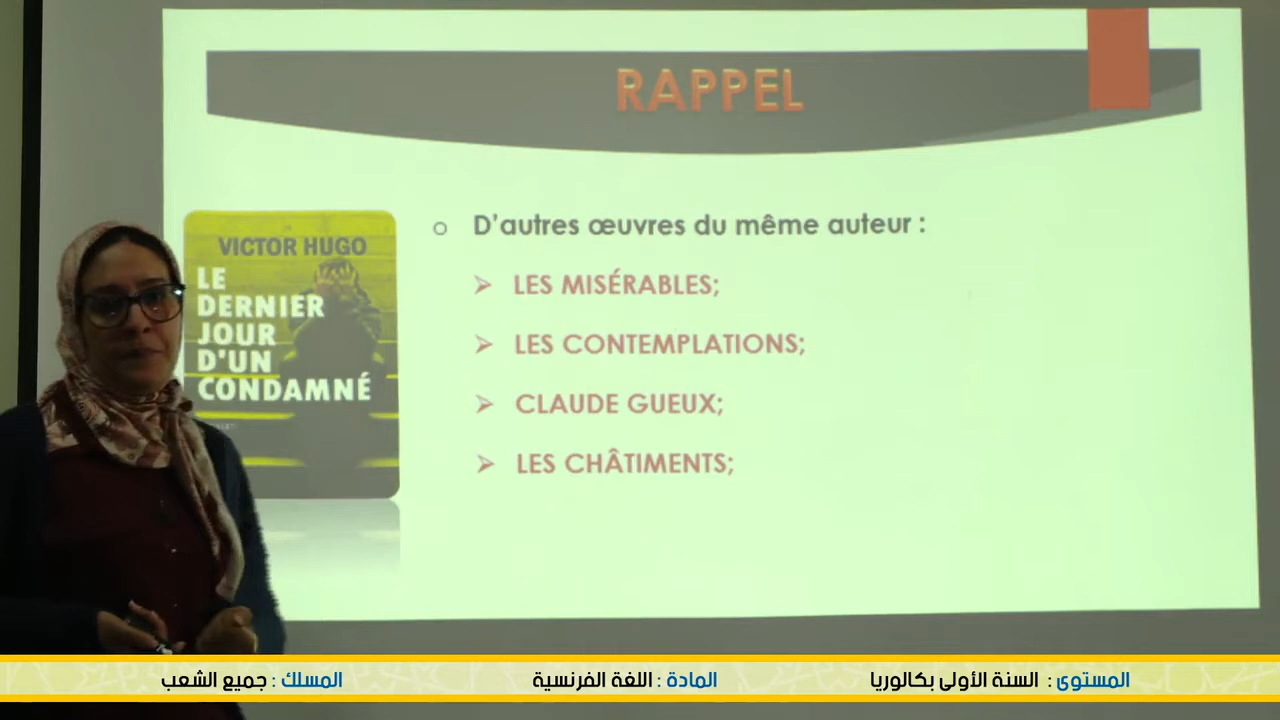 RAPPEL
VICTOR HUGO
LE
DERNIER
JOUR
D'UN
CONDAMNÉ
D'autres œuvres du même auteur :
LES MISÉRABLES;
LES CONTEMPLATIONS;
CLAUDE GUEUX;
LES CHÂTIMENTS;
المستوى : السنة الأولى بكالوريا
المادة : اللغة الفرنسية
المسلك : جميع الشعب